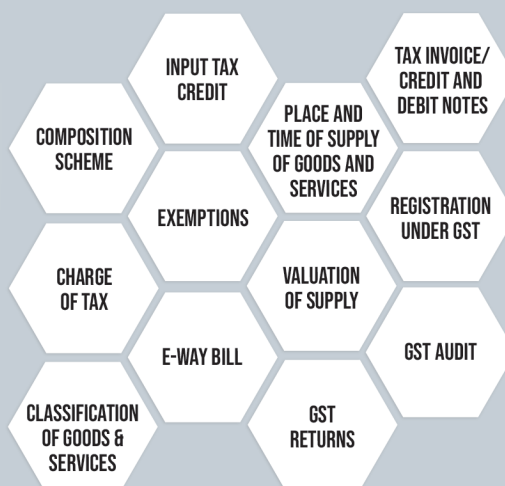 INPUT TAX
CREDIT
TAX INVOICE/
CREDIT AND
DEBIT NOTES
COMPOSITION
SCHEME
PLACE AND
TIME OF SUPPLY
OF GOODS AND
SERVICES
EXEMPTIONS
REGISTRATION
UNDER GST
CHARGE
OF TAX
VALUATION
OF SUPPLY
E-WAY BILL
GST AUDIT
CLASSIFICATION
OF GOODS &
SERVICES
GST
RETURNS